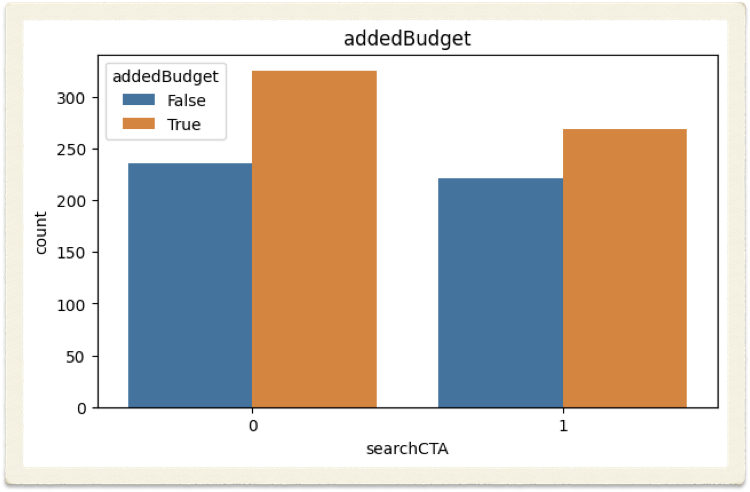 addedBudget
addedBudget
False
True
300
250
200
150
100
50
0
count
0 1
searchCTA